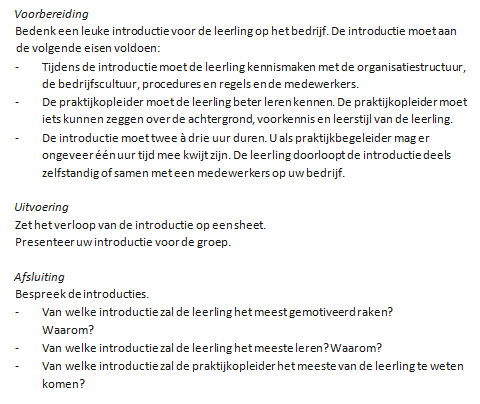 Voorbereiding
Bedenk een leuke introductie voor de leerling op het bedrijf. De introductie moet aan
de volgende eisen voldoen:
- Tijdens de introductie moet de leerling kennismaken met de organisatiestructuur,
de bedrijfscultuur, procedures en regels en de medewerkers.
- De praktijkopleider moet de leerling beter leren kennen. De praktijkopleider moet
iets kunnen zeggen over de achtergrond, voorkennis en leerstijl van de leerling.
- De introductie moet twee à drie uur duren. U als praktijkbegeleider mag er
ongeveer één uur tijd mee kwijt zijn. De leerling doorloopt de introductie deels
zelfstandig of samen met een medewerkers op uw bedrijf.
Uitvoering
Zet het verloop van de introductie op een sheet.
Presenteer uw introductie voor de groep.
Afsluiting
Bespreek de introducties.
- Van welke introductie zal de leerling het meest gemotiveerd raken?
Waarom?
- Van welke introductie zal de leerling het meeste leren? Waarom?
- Van welke introductie zal de praktijkopleider het meeste van de leerling te weten
komen?